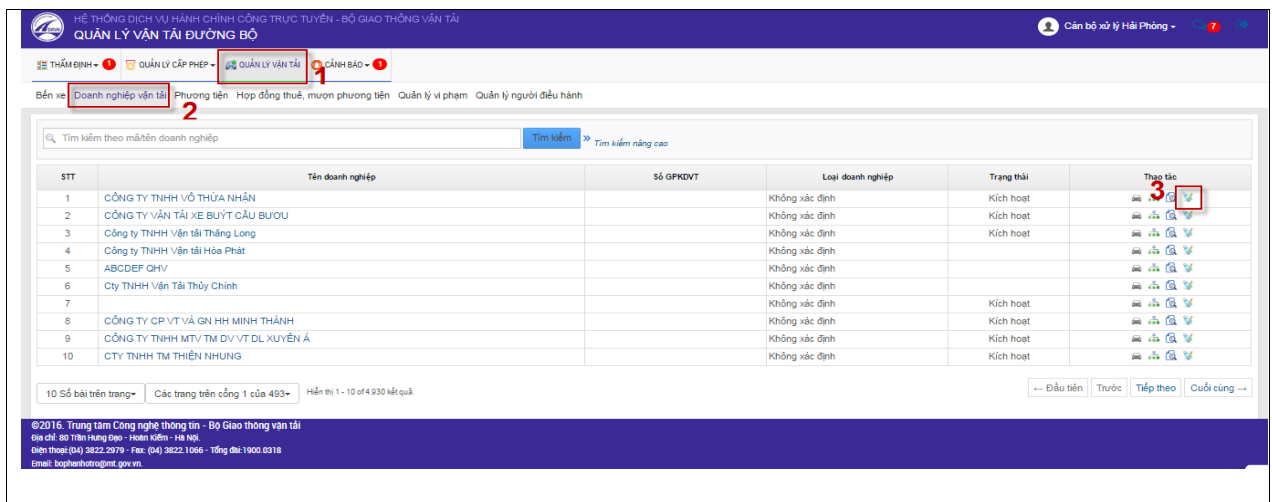 HỆ THỐNG DỊCH VỤ HÀNH CHÍNH CÔNG TRỰC TUYẾN - BỘ GIAO THÔNG VẬN TẢI
QUẢN LÝ VẬN TẢI ĐƯỜNG BỘ
Cán bộ xử lý Hải Phòng
7
THẨM ĐỊNH 1 QUẢN LÝ CẤP PHÉP QUẢN LÝ VẬN TẢI CẢNH BÁO 1
1
Bến xe Doanh nghiệp vận tải Phương tiện Hợp đồng thuê, mượn phương tiện Quản lý vi phạm Quản lý người điều hành
2
Tìm kiếm theo mã/tên doanh nghiệp Tìm kiếm » Tìm kiếm nâng cao
STT Tên doanh nghiệp Số GPKDVT Loại doanh nghiệp Trạng thái Thao tác
3
1 CÔNG TY TNHH VÕ THỪA NHÂN Không xác định Kích hoạt
2 CÔNG TY VẬN TẢI XE BUÝT CẦU BƯƠU Không xác định Kích hoạt
3 Công ty TNHH Vận tải Thăng Long Không xác định Kích hoạt
4 Công ty TNHH Vận tải Hòa Phát Không xác định
5 ABCDEF QHV Không xác định
6 Cty TNHH Vận Tải Thủy Chính Không xác định
7 Không xác định Kích hoạt
8 CÔNG TY CP VT VÀ GN HH MINH THÀNH Không xác định Kích hoạt
9 CÔNG TY TNHH MTV TM DV VT DL XUYÊN Á Không xác định Kích hoạt
10 CTY TNHH TM THIỆN NHUNG Không xác định Kích hoạt
10 Số bài trên trang Các trang trên cổng 1 của 493 Hiển thị 1 - 10 of 4.930 kết quả. ← Đầu tiên Trước Tiếp theo Cuối cùng →
©2016. Trung tâm Công nghệ thông tin - Bộ Giao thông vận tải
Địa chỉ: 80 Trần Hưng Đạo - Hoàn Kiếm - Hà Nội.
Điện thoại:(04) 3822.2979 - Fax: (04) 3822.1066 - Tổng đài:1900.0318
Email: bophanhotro@mt.gov.vn.